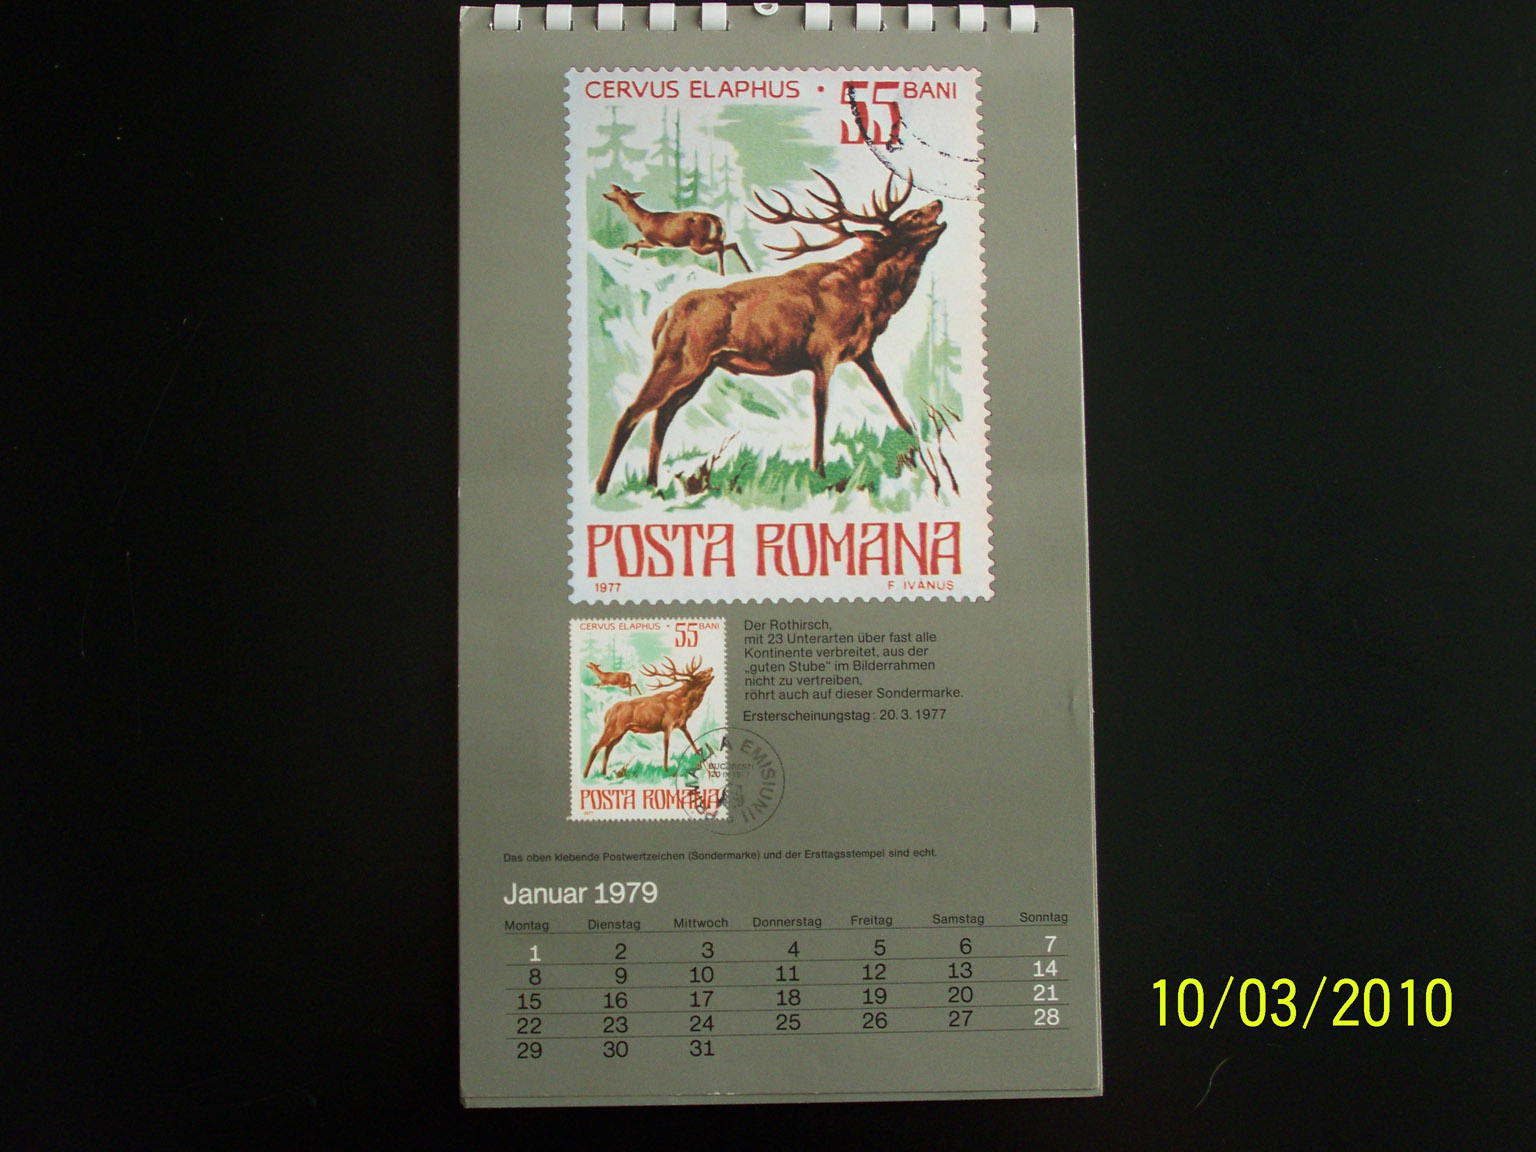 CERVUS ELAPHUS • 55 BANI
POSTA ROMANA
1977 F. IVĂNUȘ
CERVUS ELAPHUS • 55 BANI
POSTA ROMANA
1977
A EMISIUNII
BUCUREȘTI
Der Rothirsch,
mit 23 Unterarten über fast alle
Kontinente verbreitet, aus der
„guten Stube“ im Bilderrahmen
nicht zu vertreiben,
röhrt auch auf dieser Sondermarke.
Ersterscheinungstag: 20.3.1977
Das oben klebende Postwertzeichen (Sondermarke) und der Ersttagsstempel sind echt.
Januar 1979
Montag Dienstag Mittwoch Donnerstag Freitag Samstag Sonntag
1 2 3 4 5 6 7
8 9 10 11 12 13 14
15 16 17 18 19 20 21
22 23 24 25 26 27 28
29 30 31
10/03/2010